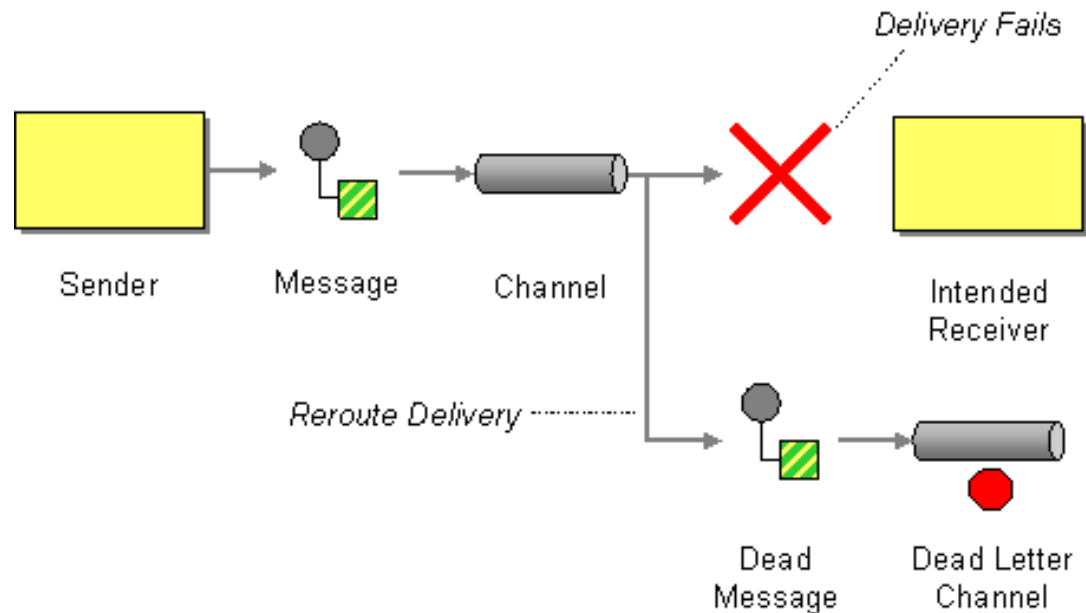 Delivery Fails
Sender
Message
Channel
Intended
Receiver
Reroute Delivery
Dead
Message
Dead Letter
Channel